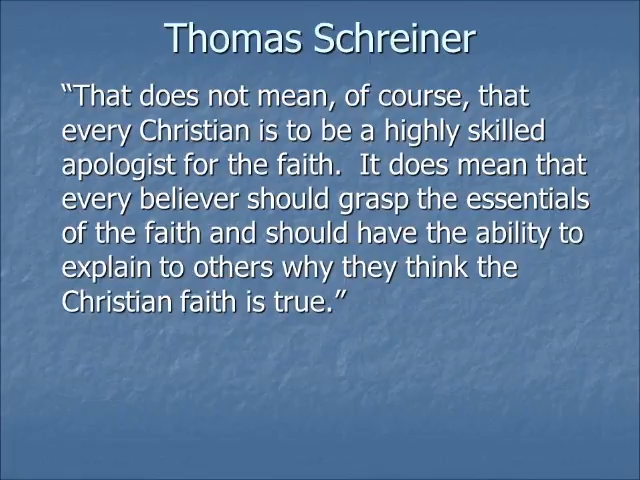 Thomas Schreiner
“That does not mean, of course, that
every Christian is to be a highly skilled
apologist for the faith.  It does mean that
every believer should grasp the essentials
of the faith and should have the ability to
explain to others why they think the
Christian faith is true.”